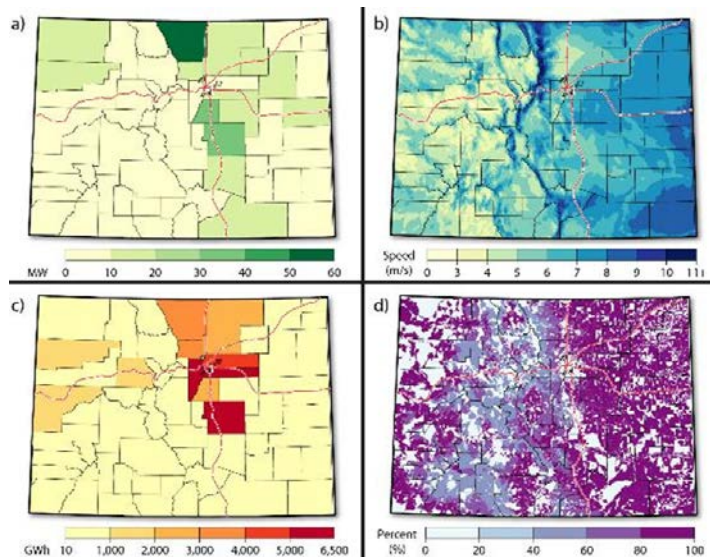 a)
MW 0 10 20 30 40 50 60
b)
Speed (m/s) 0 3 4 5 6 7 8 9 10 11+
c)
GWh 10 1,000 2,000 3,000 4,000 5,000 6,500
d)
Percent (%) 0 20 40 60 80 100